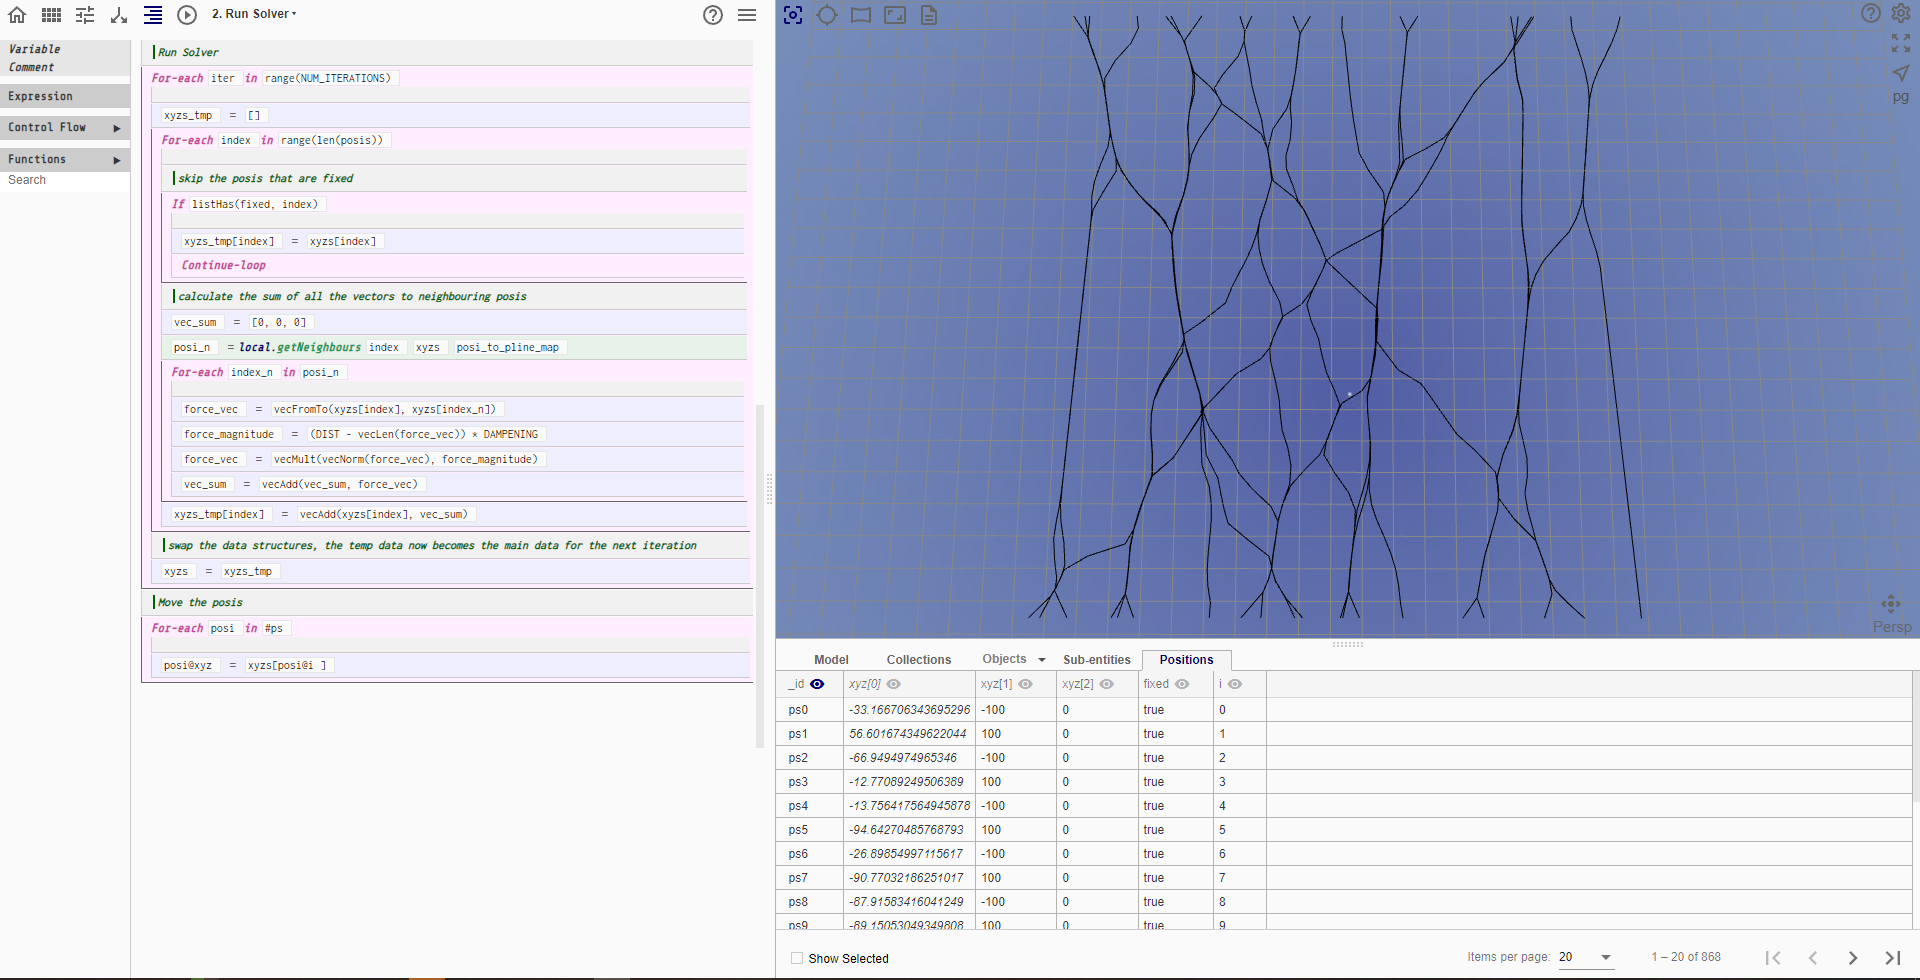 2. Run Solver
Variable
Comment
Expression
Control Flow
Functions
Search
Run Solver
For-each iter in range(NUM_ITERATIONS)
xyzs_tmp = []
For-each index in range(len(posis))
skip the posis that are fixed
If listHas(fixed, index)
xyzs_tmp[index] = xyzs[index]
Continue-loop
calculate the sum of all the vectors to neighbouring posis
vec_sum = [0, 0, 0]
posi_n = local.getNeighbours index xyzs posi_to_pline_map
For-each index_n in posi_n
force_vec = vecFromTo(xyzs[index], xyzs[index_n])
force_magnitude = (DIST - vecLen(force_vec)) * DAMPENING
force_vec = vecMult(vecNorm(force_vec), force_magnitude)
vec_sum = vecAdd(vec_sum, force_vec)
xyzs_tmp[index] = vecAdd(xyzs[index], vec_sum)
swap the data structures, the temp data now becomes the main data for the next iteration
xyzs = xyzs_tmp
Move the posis
For-each posi in #ps
posi@xyz = xyzs[posi@i ]
pg
Persp
Model Collections Objects Sub-entities Positions
_id xyz[0] xyz[1] xyz[2] fixed i
ps0 -33.166706343695296 -100 0 true 0
ps1 56.601674349622044 100 0 true 1
ps2 -66.9494974965346 -100 0 true 2
ps3 -12.77089249506389 100 0 true 3
ps4 -13.756417564945878 -100 0 true 4
ps5 -94.64270485768793 100 0 true 5
ps6 -26.89854997115617 -100 0 true 6
ps7 -90.77032186251017 100 0 true 7
ps8 -87.91583416041249 -100 0 true 8
ps9 -89.15053049349808 100 0 true 9
Show Selected
Items per page: 20 1 – 20 of 868